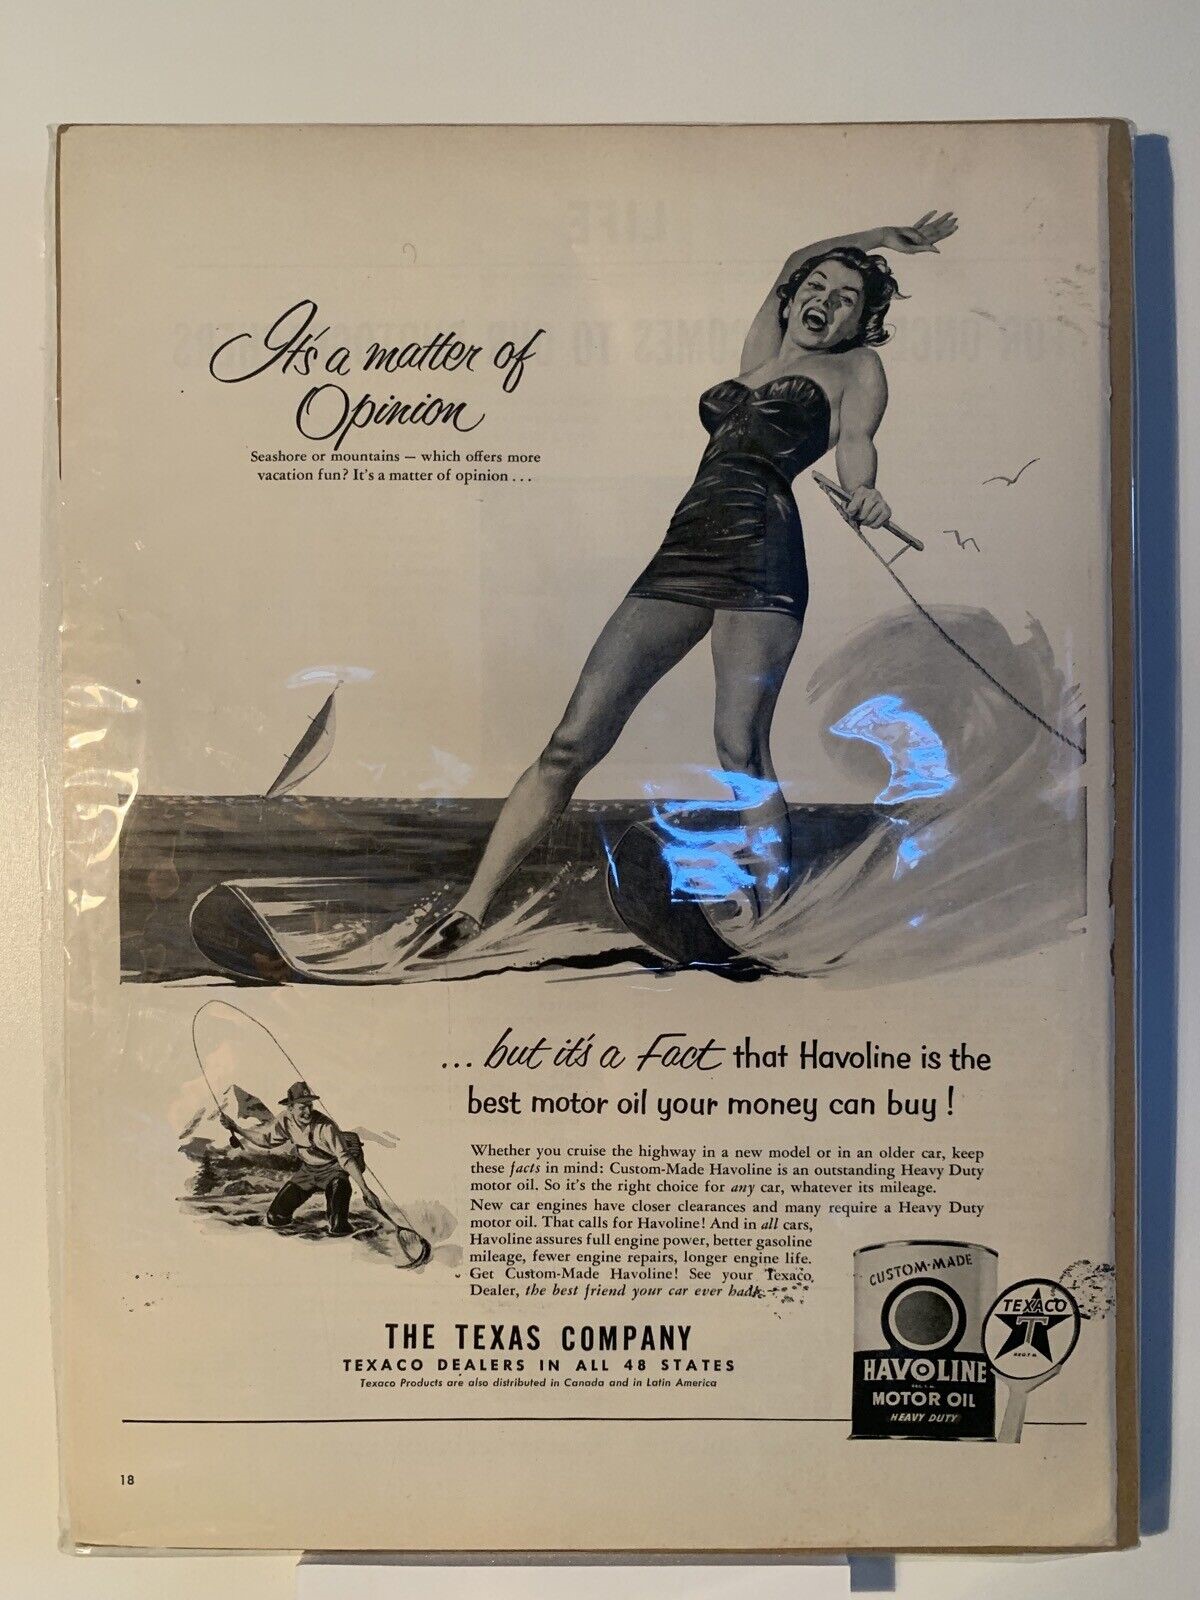 It's a matter of
Opinion
Seashore or mountains — which offers more
vacation fun? It's a matter of opinion . . .
. . . but it's a Fact that Havoline is the
best motor oil your money can buy!
Whether you cruise the highway in a new model or in an older car, keep
these facts in mind: Custom-Made Havoline is an outstanding Heavy Duty
motor oil. So it's the right choice for any car, whatever its mileage.
New car engines have closer clearances and many require a Heavy Duty
motor oil. That calls for Havoline! And in all cars,
Havoline assures full engine power, better gasoline
mileage, fewer engine repairs, longer engine life.
Get Custom-Made Havoline! See your Texaco
Dealer, the best friend your car ever had.
THE TEXAS COMPANY
TEXACO DEALERS IN ALL 48 STATES
Texaco Products are also distributed in Canada and in Latin America
CUSTOM-MADE
HAVOLINE
MOTOR OIL
HEAVY DUTY
TEXACO
T
REG. T. M.
18
LIFE